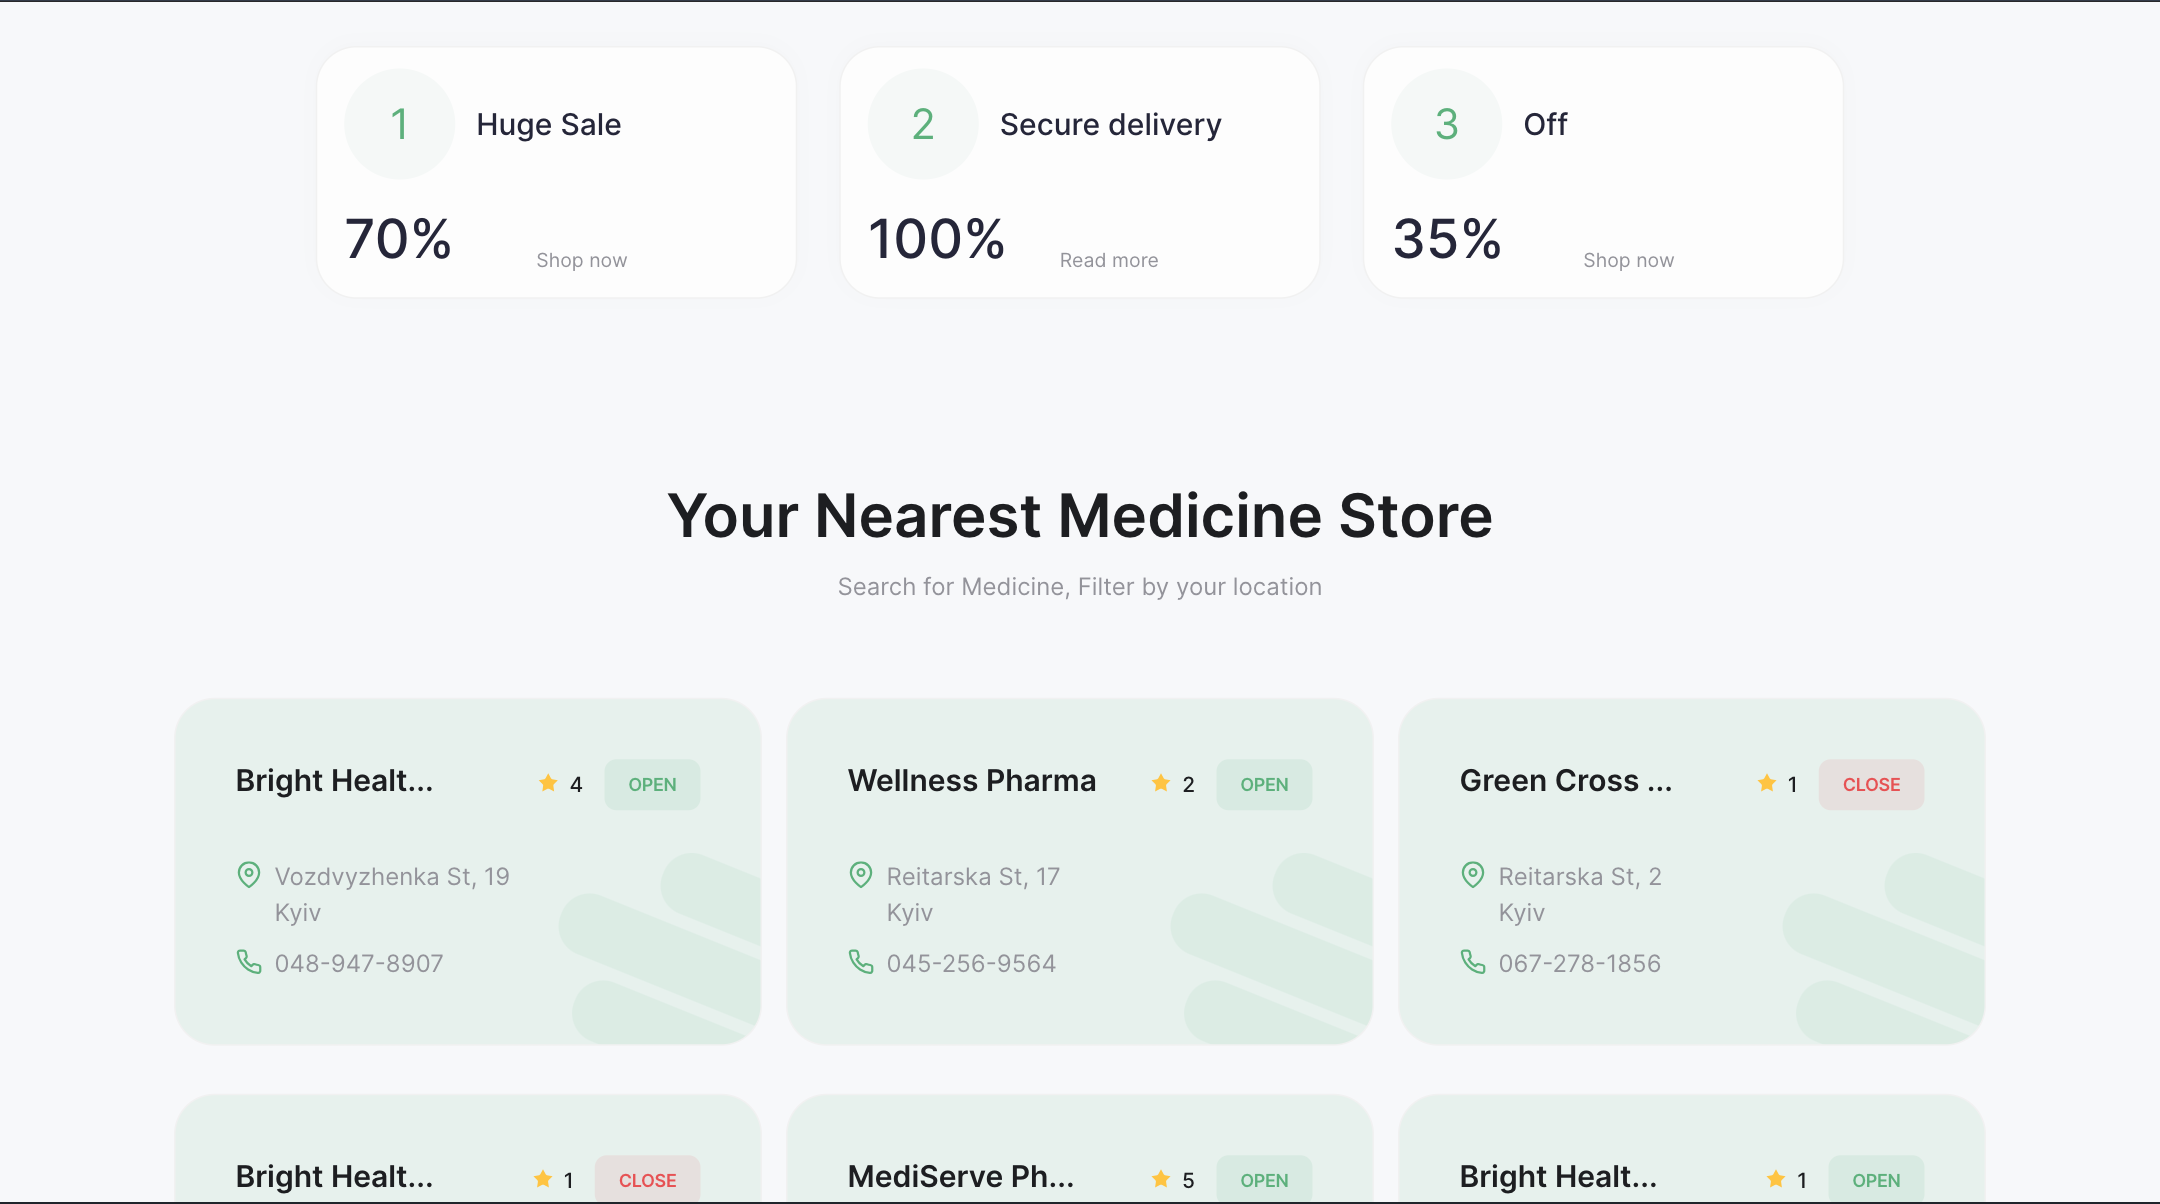 1
Huge Sale
70%
Shop now
2
Secure delivery
100%
Read more
3
Off
35%
Shop now
Your Nearest Medicine Store
Search for Medicine, Filter by your location
Bright Healt...
4
OPEN
Vozdvyzhenka St, 19
Kyiv
048-947-8907
Wellness Pharma
2
OPEN
Reitarska St, 17
Kyiv
045-256-9564
Green Cross ...
1
CLOSE
Reitarska St, 2
Kyiv
067-278-1856
Bright Healt...
1
CLOSE
MediServe Ph...
5
OPEN
Bright Healt...
1
OPEN